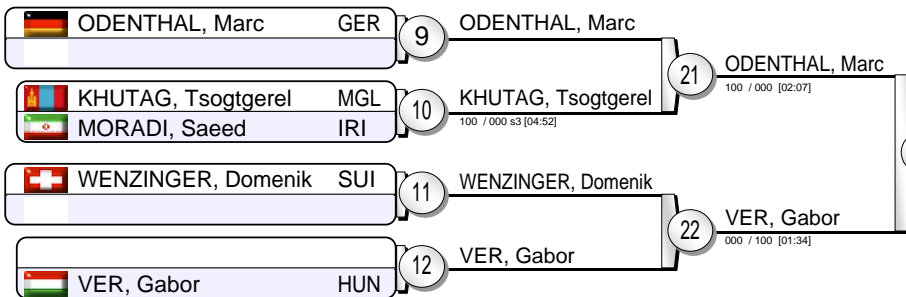 ODENTHAL, Marc GER
9
ODENTHAL, Marc
KHUTAG, Tsogtgerel MGL
MORADI, Saeed IRI
10
KHUTAG, Tsogtgerel
100 / 000 s3 [04:52]
21
ODENTHAL, Marc
100 / 000 [02:07]
WENZINGER, Domenik SUI
11
WENZINGER, Domenik
VER, Gabor HUN
12
VER, Gabor
22
VER, Gabor
000 / 100 [01:34]